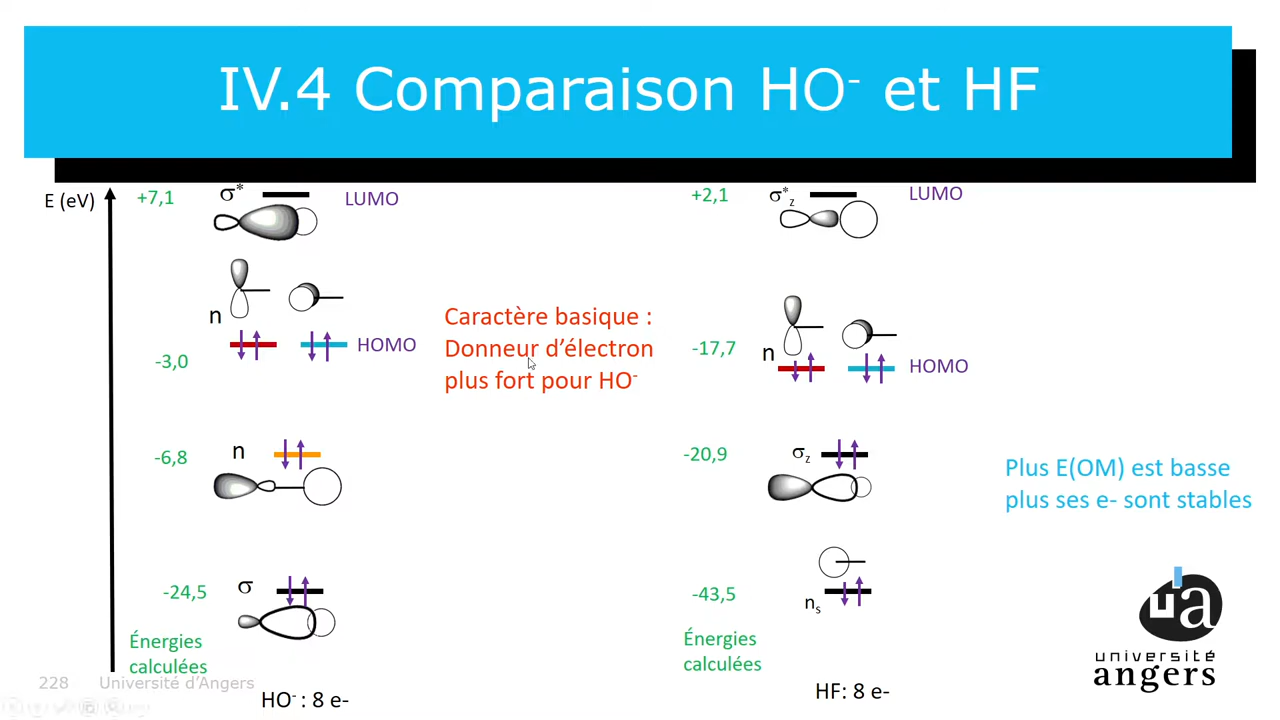 IV.4 Comparaison HO⁻ et HF
E (eV)
+7,1
σ*
LUMO
n
HOMO
-3,0
n
-6,8
σ
-24,5
Énergies
calculées
HO⁻ : 8 e-
Caractère basique :
Donneur d’électron
plus fort pour HO⁻
+2,1
σ*z
LUMO
-17,7
n
HOMO
-20,9
σz
-43,5
ns
Énergies
calculées
HF: 8 e-
Plus E(OM) est basse
plus ses e- sont stables
ua
université
angers
228 Université d’Angers